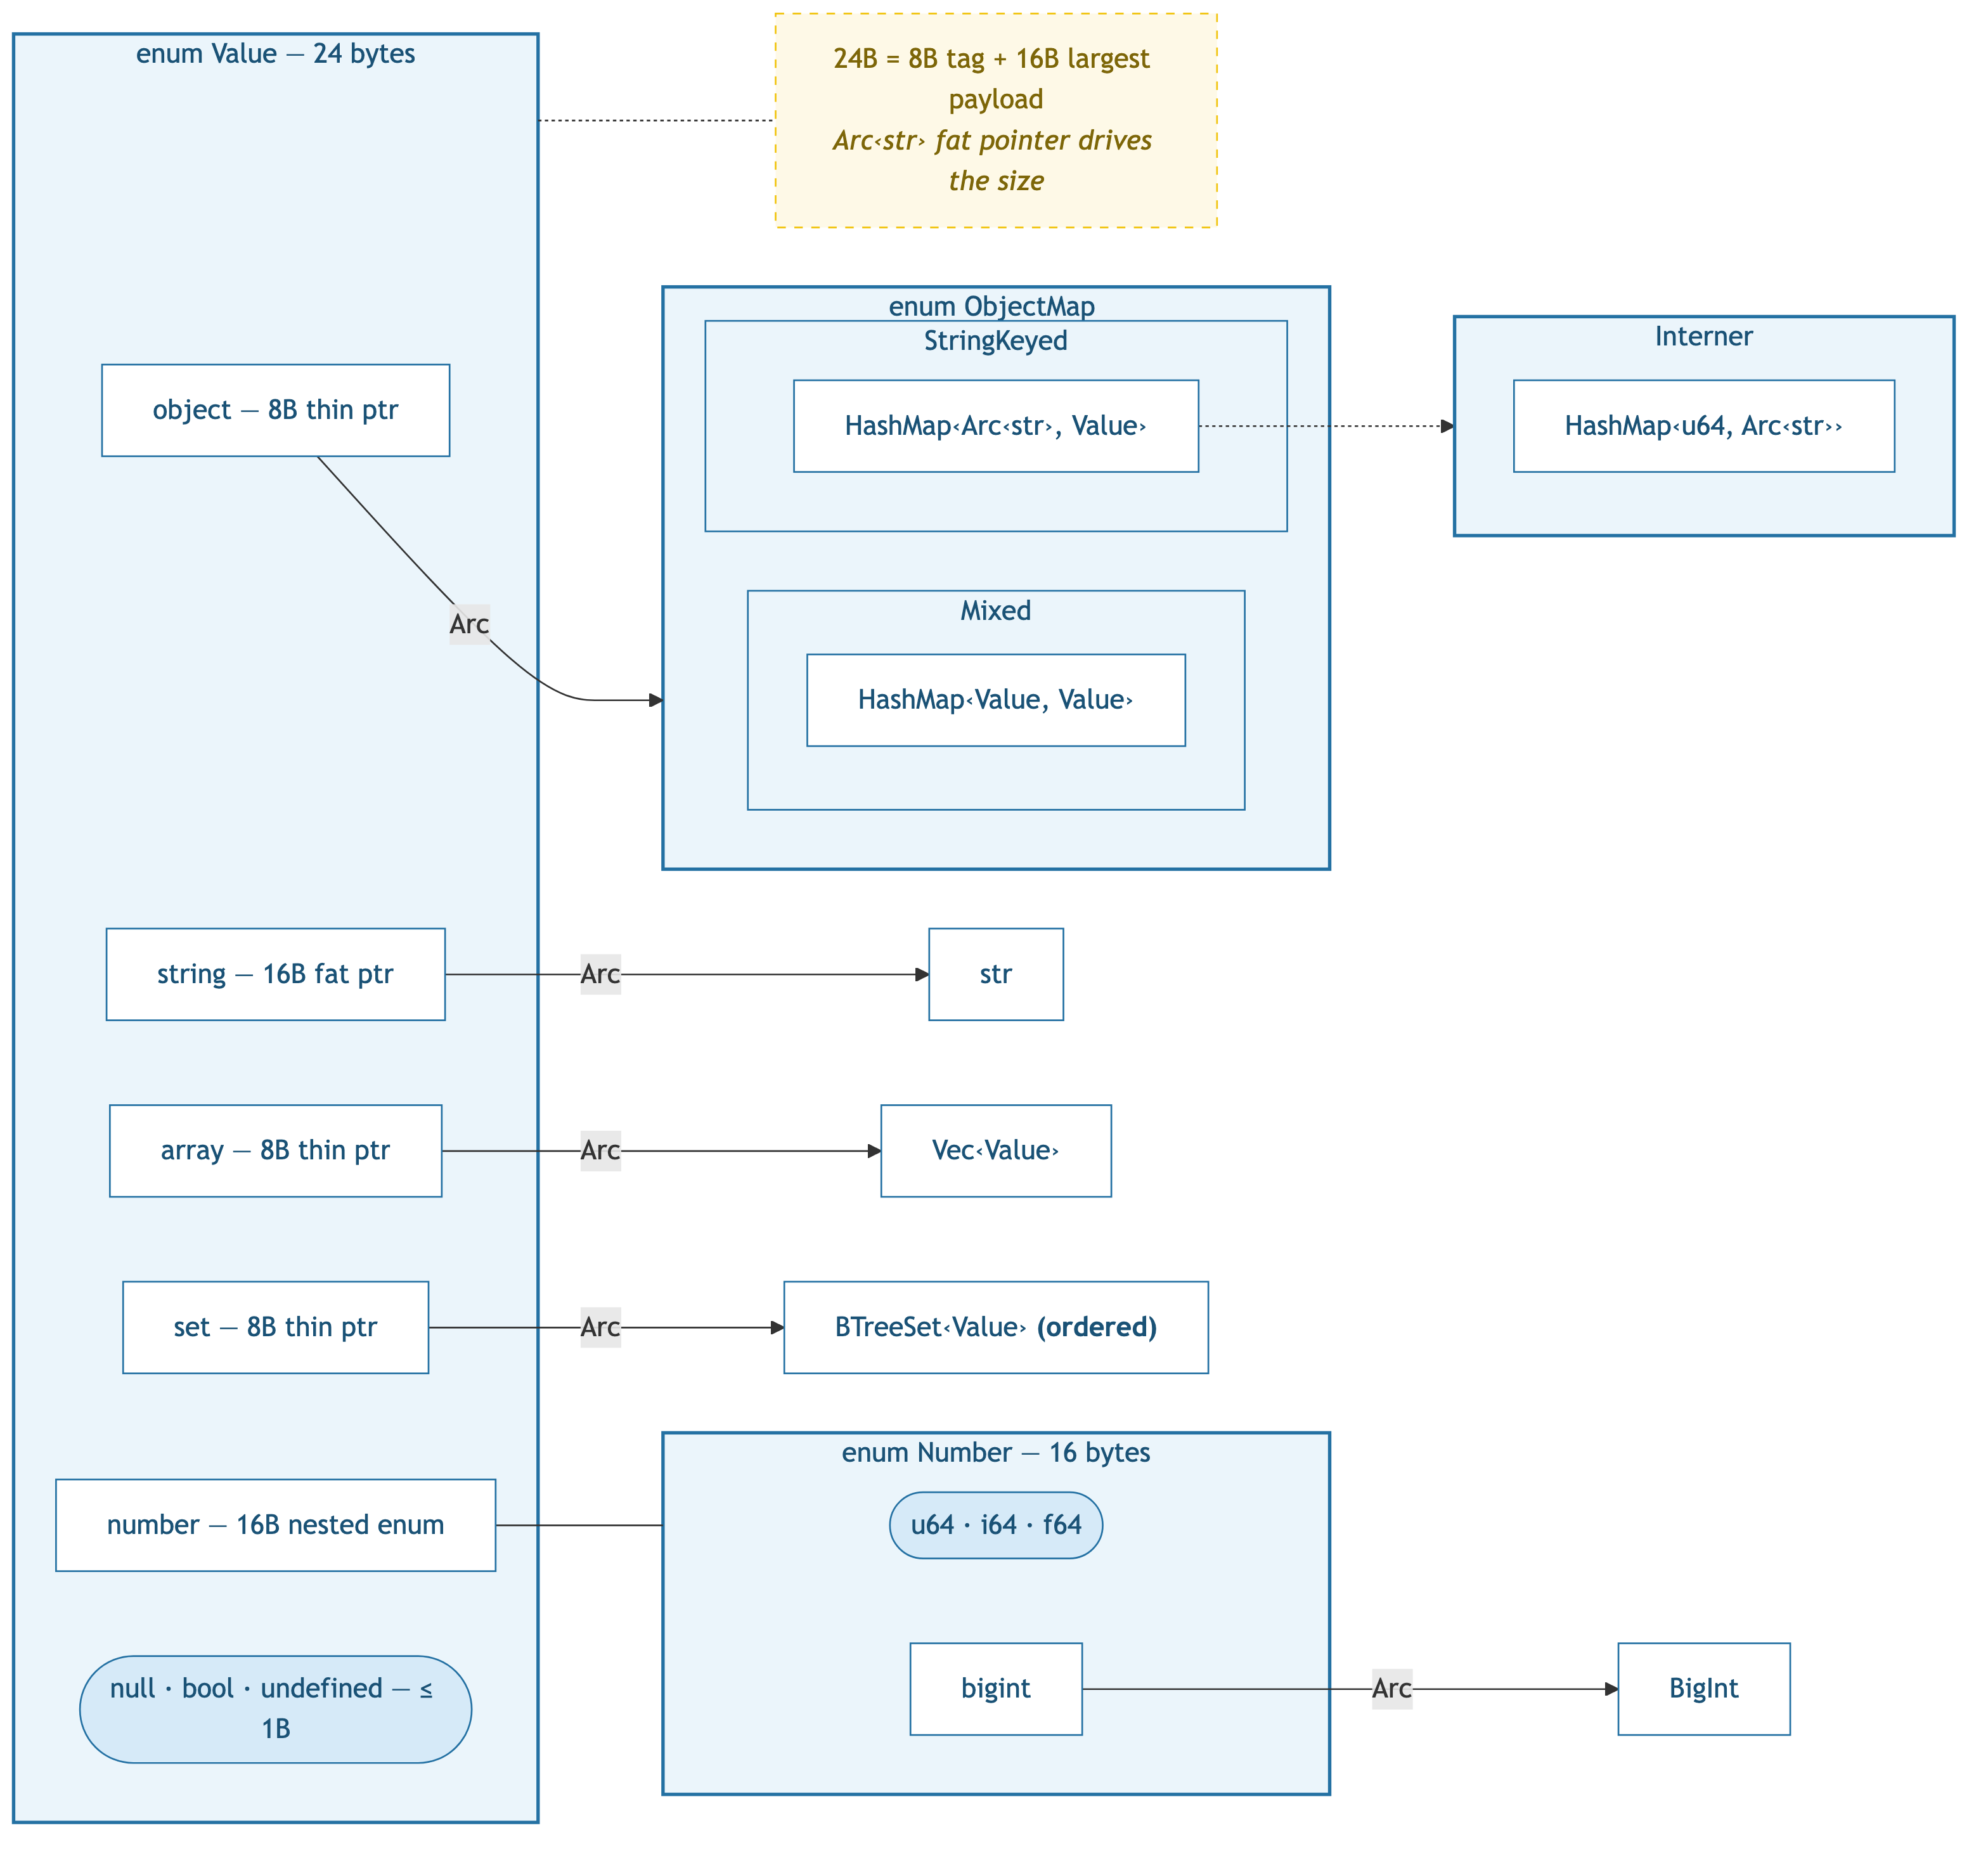 enum Value — 24 bytes
24B = 8B tag + 16B largest
payload
Arc‹str› fat pointer drives
the size
enum ObjectMap
StringKeyed
Interner
object — 8B thin ptr
HashMap‹Arc‹str›, Value›
HashMap‹u64, Arc‹str››
Arc
Mixed
HashMap‹Value, Value›
string — 16B fat ptr
Arc
str
array — 8B thin ptr
Arc
Vec‹Value›
set — 8B thin ptr
Arc
BTreeSet‹Value› (ordered)
enum Number — 16 bytes
number — 16B nested enum
u64 · i64 · f64
null · bool · undefined — ≤
1B
bigint
Arc
BigInt